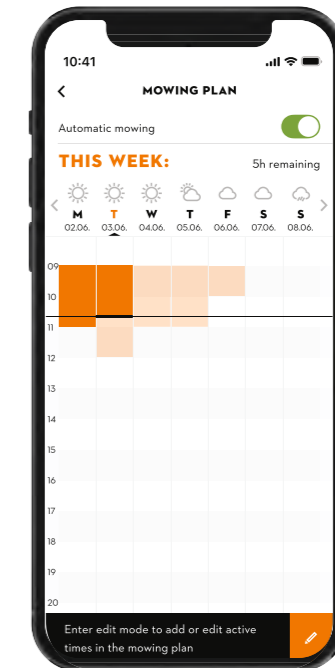 10:41
MOWING PLAN
Automatic mowing
THIS WEEK: 5h remaining
M T W T F S S
02.06. 03.06. 04.06. 05.06. 06.06. 07.06. 08.06.
09
10
11
12
13
14
15
16
17
18
19
20
Enter edit mode to add or edit active
times in the mowing plan